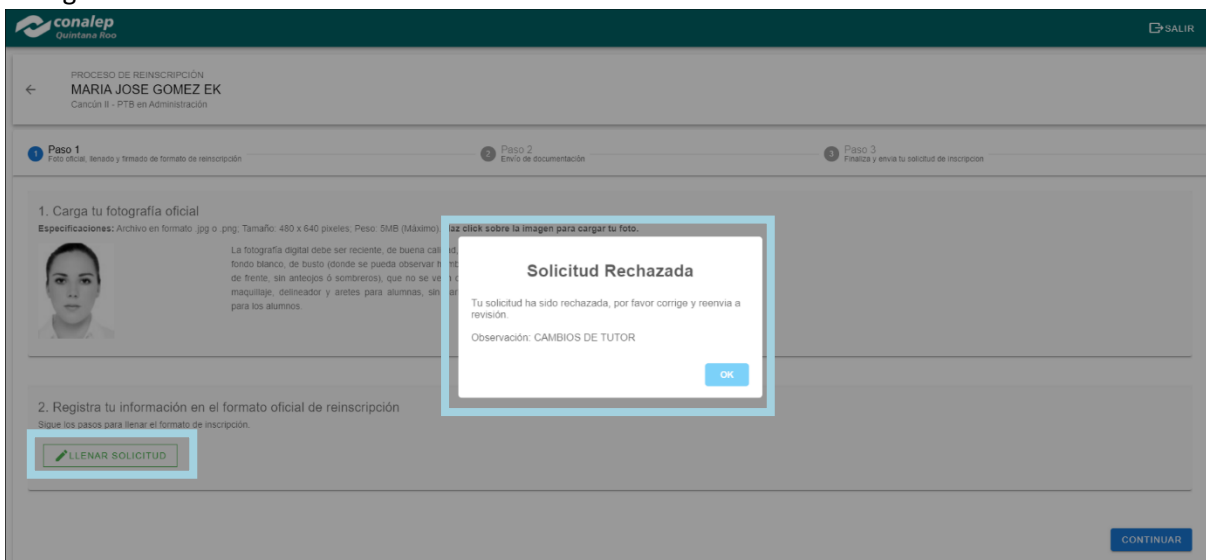 conalep
Quintana Roo
SALIR
PROCESO DE REINSCRIPCIÓN
MARIA JOSE GOMEZ EK
Cancún II - PTB en Administración
1 Paso 1
Foto oficial, llenado y firmado de formato de reinscripción
2 Paso 2
Envío de documentación
3 Paso 3
Finaliza y envia tu solicitud de inscripcion
1. Carga tu fotografía oficial
Especificaciones: Archivo en formato .jpg o .png; Tamaño: 480 x 640 pixeles; Peso: 5MB (Máximo). az click sobre la imagen para cargar tu foto.
La fotografía digital debe ser reciente, de buena cali
fondo blanco, de busto (donde se pueda observar
de frente, sin anteojos ó sombreros), que no se ve
maquillaje, delineador y aretes para alumnas, sin
para los alumnos
Solicitud Rechazada
Tu solicitud ha sido rechazada, por favor corrige y reenvia a
revisión.
Observación: CAMBIOS DE TUTOR
OK
2. Registra tu información en el formato oficial de reinscripción
Sigue los pasos para llenar el formato de inscripción.
LLENAR SOLICITUD
CONTINUAR